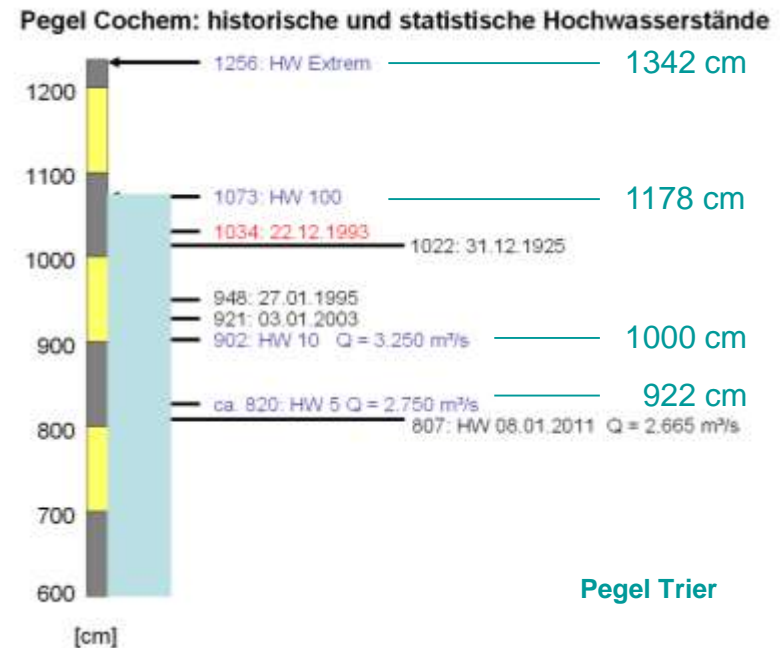 Pegel Cochem: historische und statistische Hochwasserstände
1256: HW Extrem 1342 cm
1200
1100
1073: HW 100 1178 cm
1034: 22.12.1993
1022: 31.12.1925
1000
948: 27.01.1995
921: 03.01.2003
902: HW 10 Q = 3.250 m³/s 1000 cm
900
ca. 820: HW 5 Q = 2.750 m³/s 922 cm
807: HW 08.01.2011 Q = 2.665 m³/s
800
700
600
Pegel Trier
[cm]